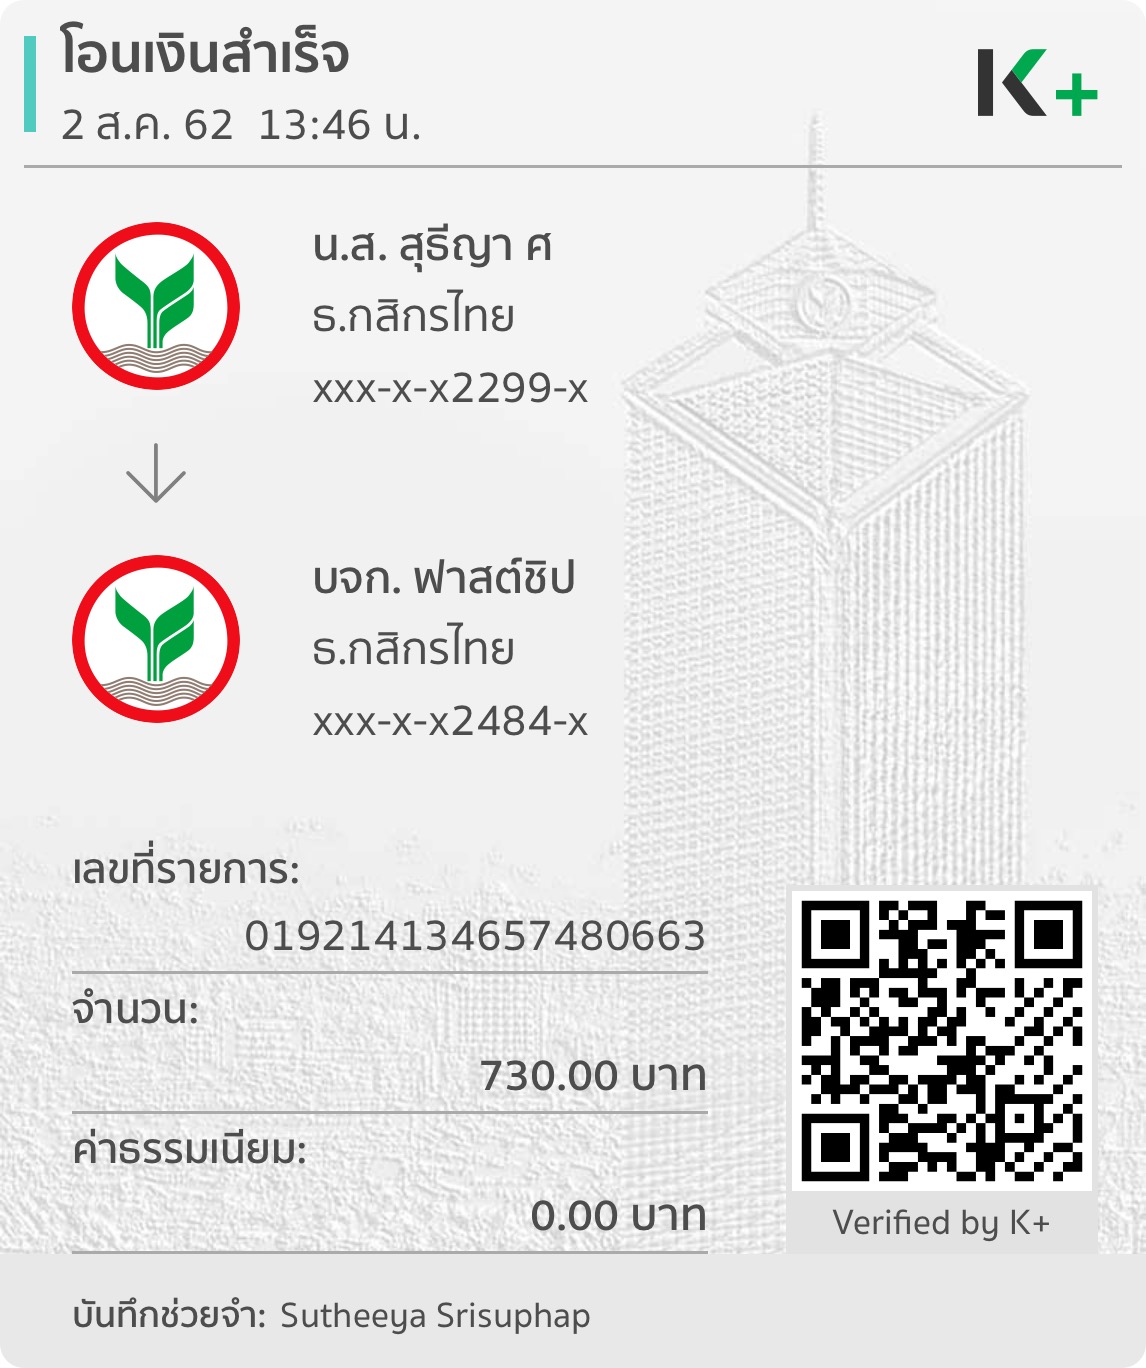 โอนเงินสำเร็จ
2 ส.ค. 62 13:46 น.
K+
น.ส. สุธีญา ศ
ธ.กสิกรไทย
xxx-x-x2299-x
บจก. ฟาสต์ชิป
ธ.กสิกรไทย
xxx-x-x2484-x
เลขที่รายการ:
019214134657480663
จำนวน:
730.00 บาท
ค่าธรรมเนียม:
0.00 บาท
Verified by K+
บันทึกช่วยจำ: Sutheeya Srisuphap